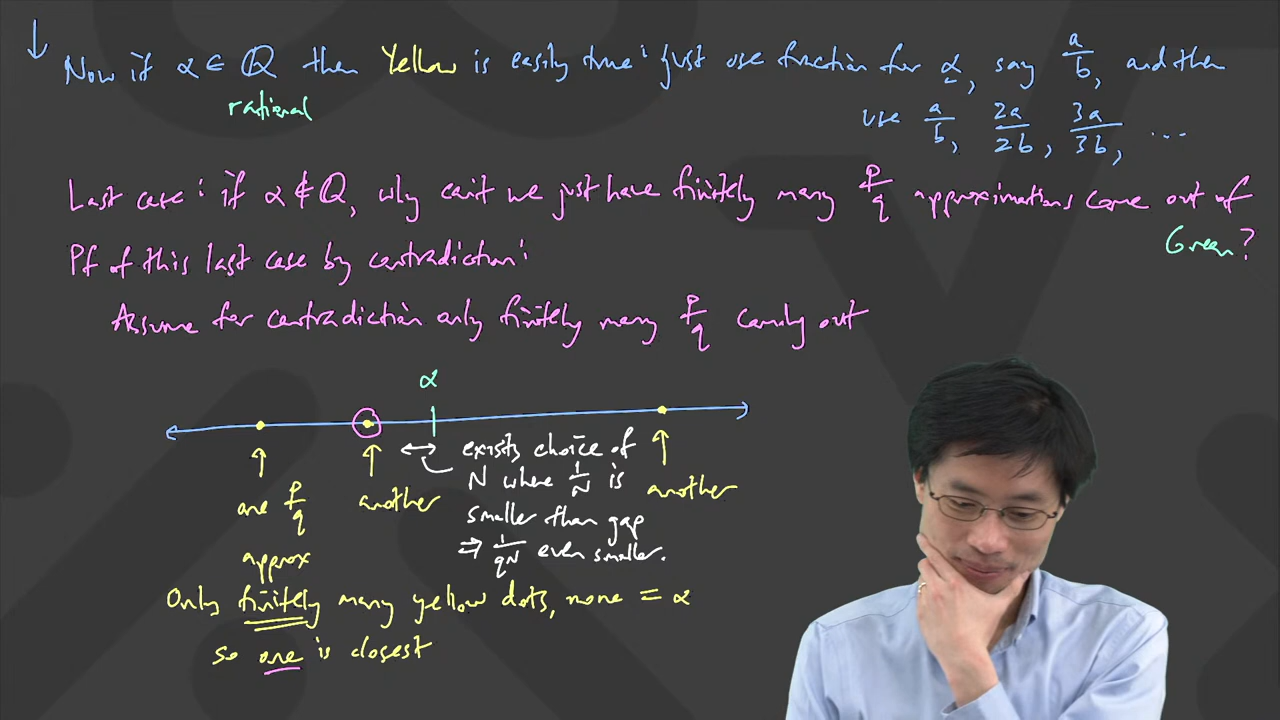 ↓ Now if α ∈ ℚ then Yellow is easily true: just use fraction for α, say a/b, and then
rational
use a/b, 2a/2b, 3a/3b, ...
Last case: if α ∉ ℚ, why can't we just have finitely many p/q approximations come out of
Green?
Pf of this last case by contradiction:
Assume for contradiction only finitely many p/q coming out
α
exists choice of
N where 1/N is
smaller than gap
⇒ 1/qN even smaller.
one p/q
approx
another
another
Only finitely many yellow dots, none = α
so one is closest